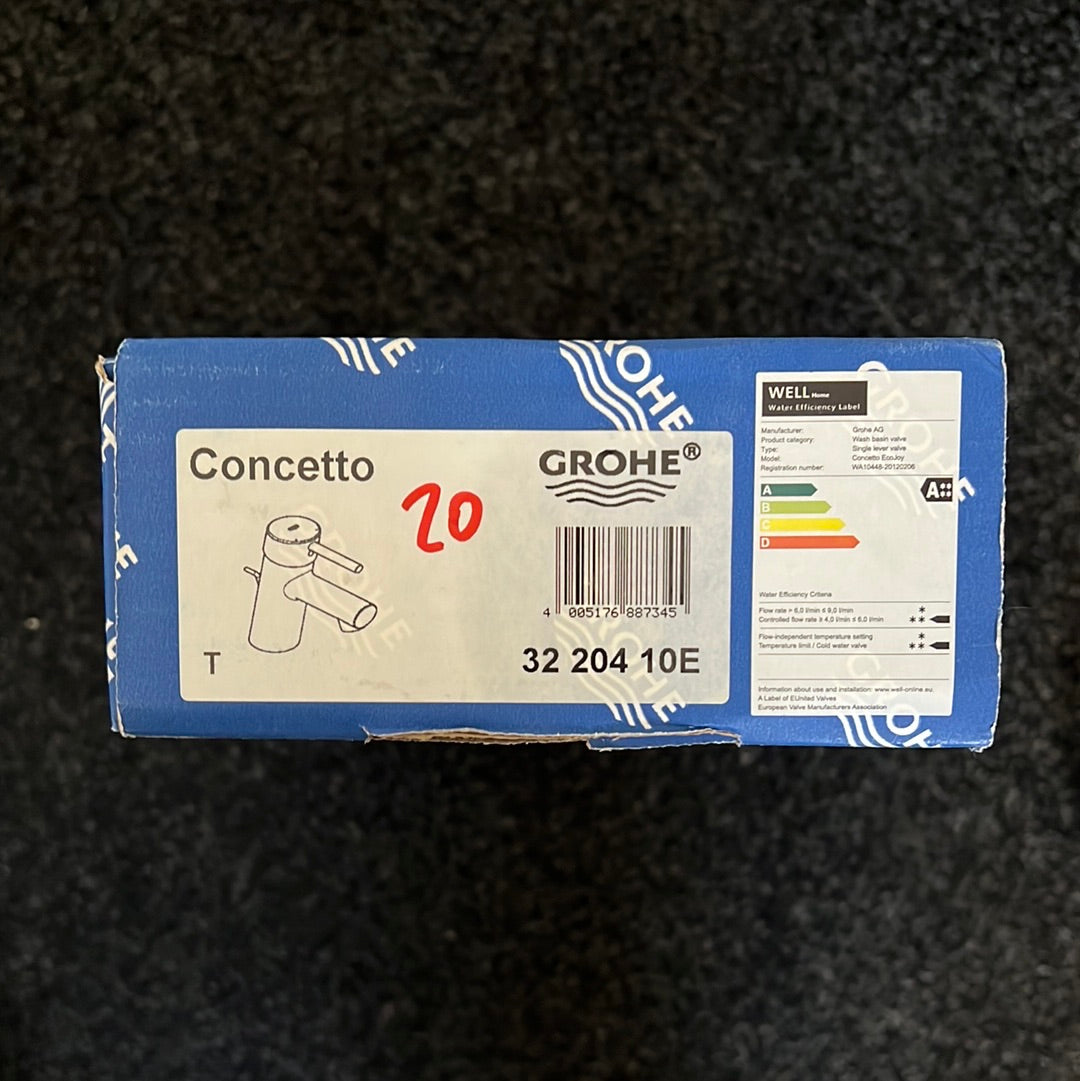 GROHE
Concetto
GROHE®
20
4 005176 887345
T
32 204 10E
WELL Home
Water Efficiency Label
Manufacturer: Grohe AG
Product category: Wash basin valve
Type: Single lever valve
Model: Concetto EcoJoy
Registration number: WA10448-20120206
A
A**
B
C
D
Water Efficiency Criteria
Flow rate > 6,0 l/min ≤ 9,0 l/min *
Controlled flow rate ≥ 4,0 l/min ≤ 6,0 l/min **
Flow-independent temperature setting *
Temperature limit / Cold water valve **
Information about use and installation: www.well-online.eu
A Label of EUnited Valves
European Valve Manufacturers Association